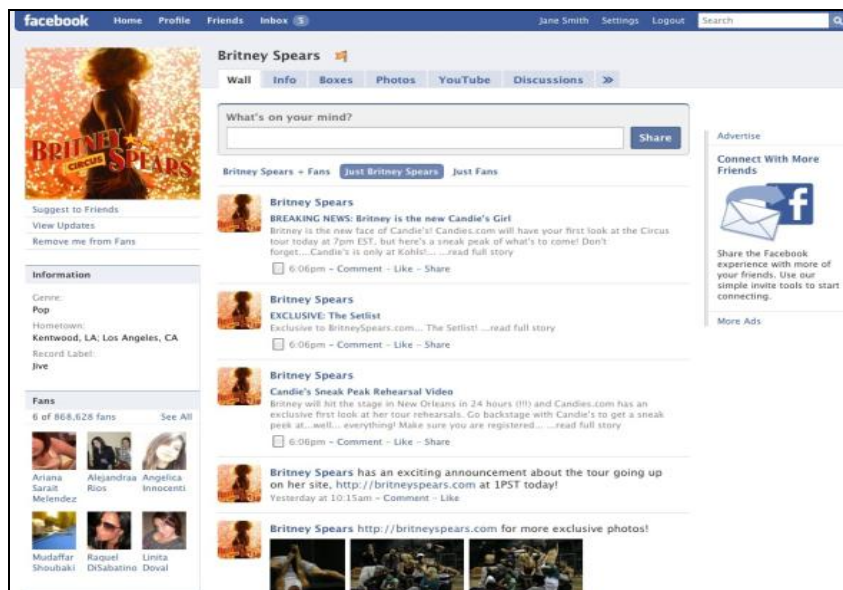 facebook Home Profile Friends Inbox 5 Jane Smith Settings Logout Search
BRITNEY SPEARS
CIRCUS
Suggest to Friends
View Updates
Remove me from Fans
Information
Genre:
Pop
Hometown:
Kentwood, LA; Los Angeles, CA
Record Label:
Jive
Fans
6 of 868,628 fans See All
Ariana Sarait Melendez
Alejandraa Rios
Angelica Innocenti
Mudaffar Shoubaki
Raquel DiSabatino
Linita Doval
Britney Spears
Wall Info Boxes Photos YouTube Discussions »
What's on your mind?
Share
Britney Spears + Fans Just Britney Spears Just Fans
Britney Spears
BREAKING NEWS: Britney is the new Candie's Girl
Britney is the new face of Candie's! Candies.com will have your first look at the Circus
tour today at 7pm EST, but here's a sneak peak of what's to come! Don't
forget....Candie's is only at Kohls!... ...read full story
6:06pm - Comment - Like - Share
Britney Spears
EXCLUSIVE: The Setlist
Exclusive to BritneySpears.com... The Setlist! ...read full story
6:06pm - Comment - Like - Share
Britney Spears
Candie's Sneak Peak Rehearsal Video
Britney will hit the stage in New Orleans in 24 hours (!!!) and Candies.com has an
exclusive first look at her tour rehearsals. Go backstage with Candie's to get a sneak
peek at...well... everything! Make sure you are registered... ...read full story
6:06pm - Comment - Like - Share
Britney Spears has an exciting announcement about the tour going up
on her site, http://britneyspears.com at 1PST today!
Yesterday at 10:15am - Comment - Like
Britney Spears http://britneyspears.com for more exclusive photos!
Advertise
Connect With More
Friends
f
Share the Facebook
experience with more of
your friends. Use our
simple invite tools to start
connecting.
More Ads